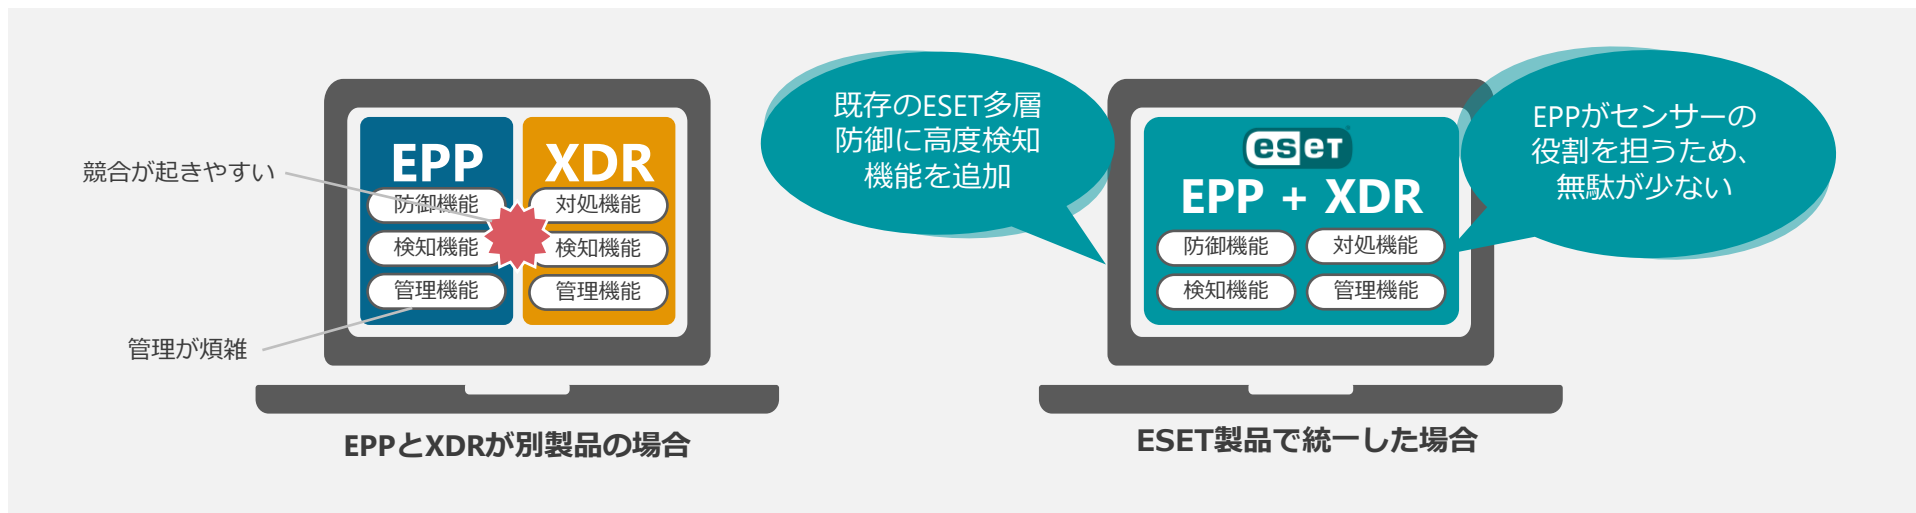 競合が起きやすい
管理が煩雑
EPP
防御機能
検知機能
管理機能
XDR
対処機能
検知機能
管理機能
EPPとXDRが別製品の場合
既存のESET多層
防御に高度検知
機能を追加
eset
EPP + XDR
防御機能
対処機能
検知機能
管理機能
EPPがセンサーの
役割を担うため、
無駄が少ない
ESET製品で統一した場合